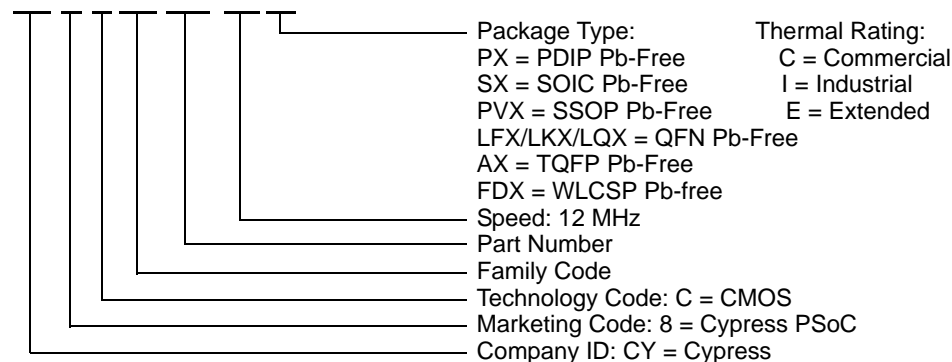 Package Type: Thermal Rating:
PX = PDIP Pb-Free C = Commercial
SX = SOIC Pb-Free I = Industrial
PVX = SSOP Pb-Free E = Extended
LFX/LKX/LQX = QFN Pb-Free
AX = TQFP Pb-Free
FDX = WLCSP Pb-free
Speed: 12 MHz
Part Number
Family Code
Technology Code: C = CMOS
Marketing Code: 8 = Cypress PSoC
Company ID: CY = Cypress